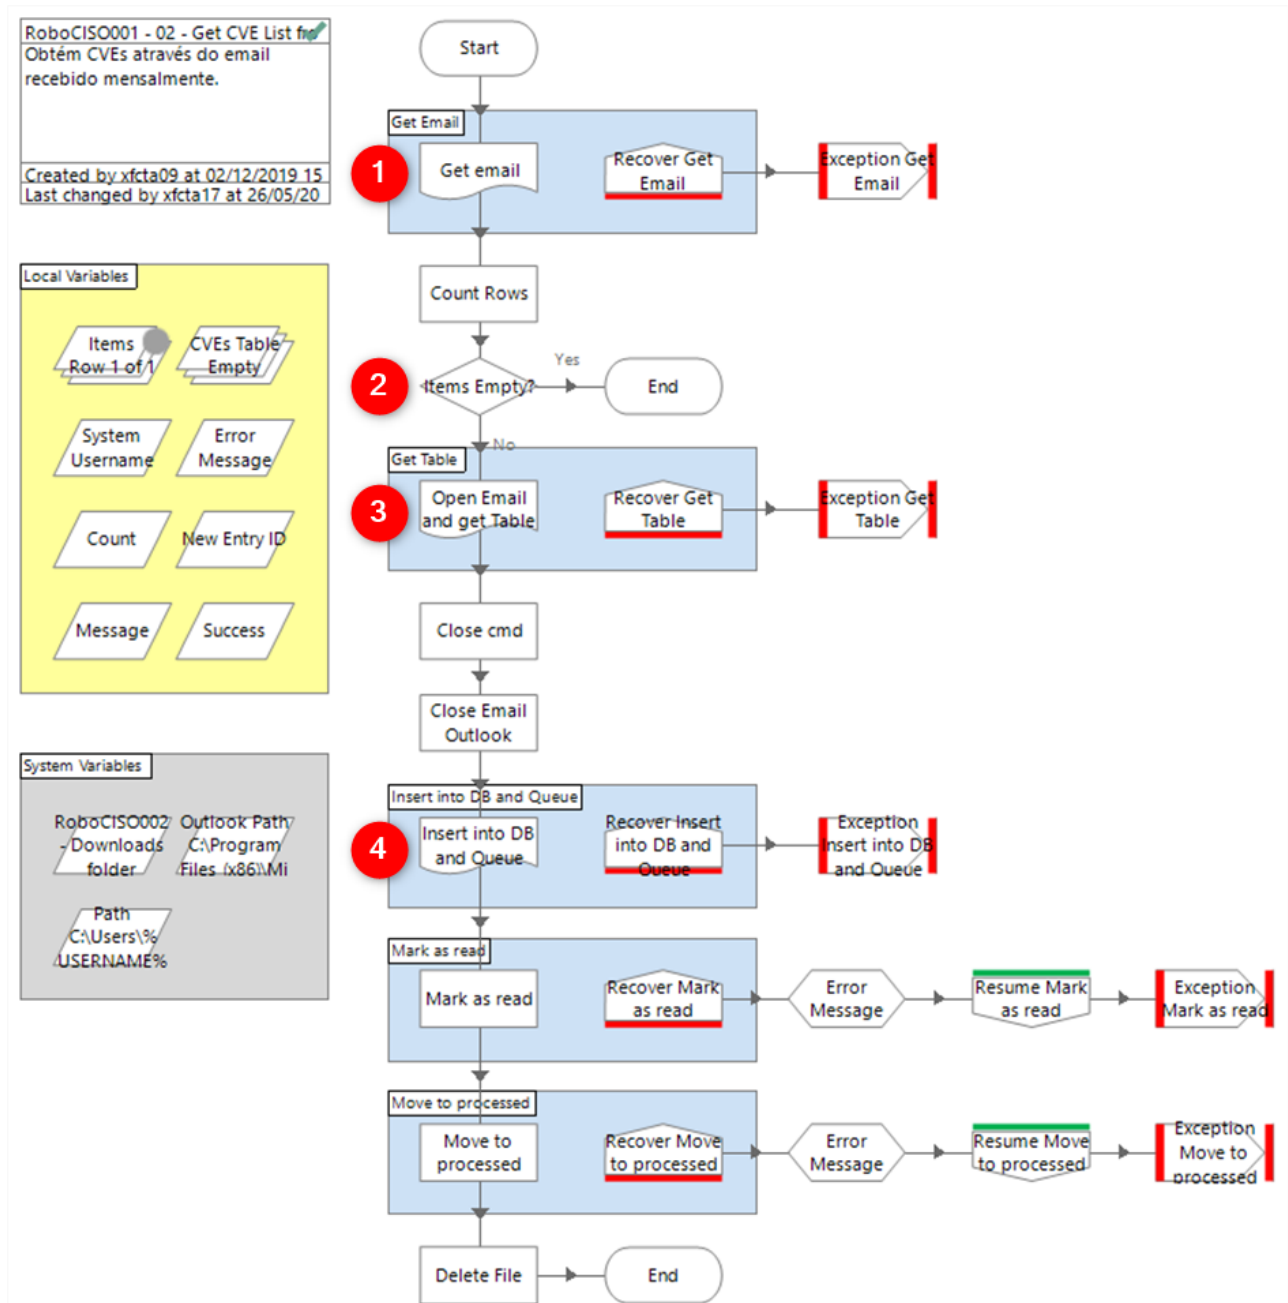 RoboCISO001 - 02 - Get CVE List
Obtém CVEs através do email
recebido mensalmente.
Created by xfcta09 at 02/12/2019 15
Last changed by xfcta17 at 26/05/20
Local Variables
Items
Row 1 of 1
CVEs Table
Empty
System
Username
Error
Message
Count
New Entry ID
Message
Success
System Variables
RoboCISO002
- Downloads
folder
Outlook Path
C:\Program
Files (x86)\Mi
Path
C:\Users\%
USERNAME%
Start
Get Email
1
Get email
Recover Get
Email
Exception Get
Email
Count Rows
2
Items Empty?
Yes
End
No
Get Table
3
Open Email
and get Table
Recover Get
Table
Exception Get
Table
Close cmd
Close Email
Outlook
Insert into DB and Queue
4
Insert into DB
and Queue
Recover Insert
into DB and
Queue
Exception
Insert into DB
and Queue
Mark as read
Mark as read
Recover Mark
as read
Error
Message
Resume Mark
as read
Exception
Mark as read
Move to processed
Move to
processed
Recover Move
to processed
Error
Message
Resume Move
to processed
Exception
Move to
processed
Delete File
End